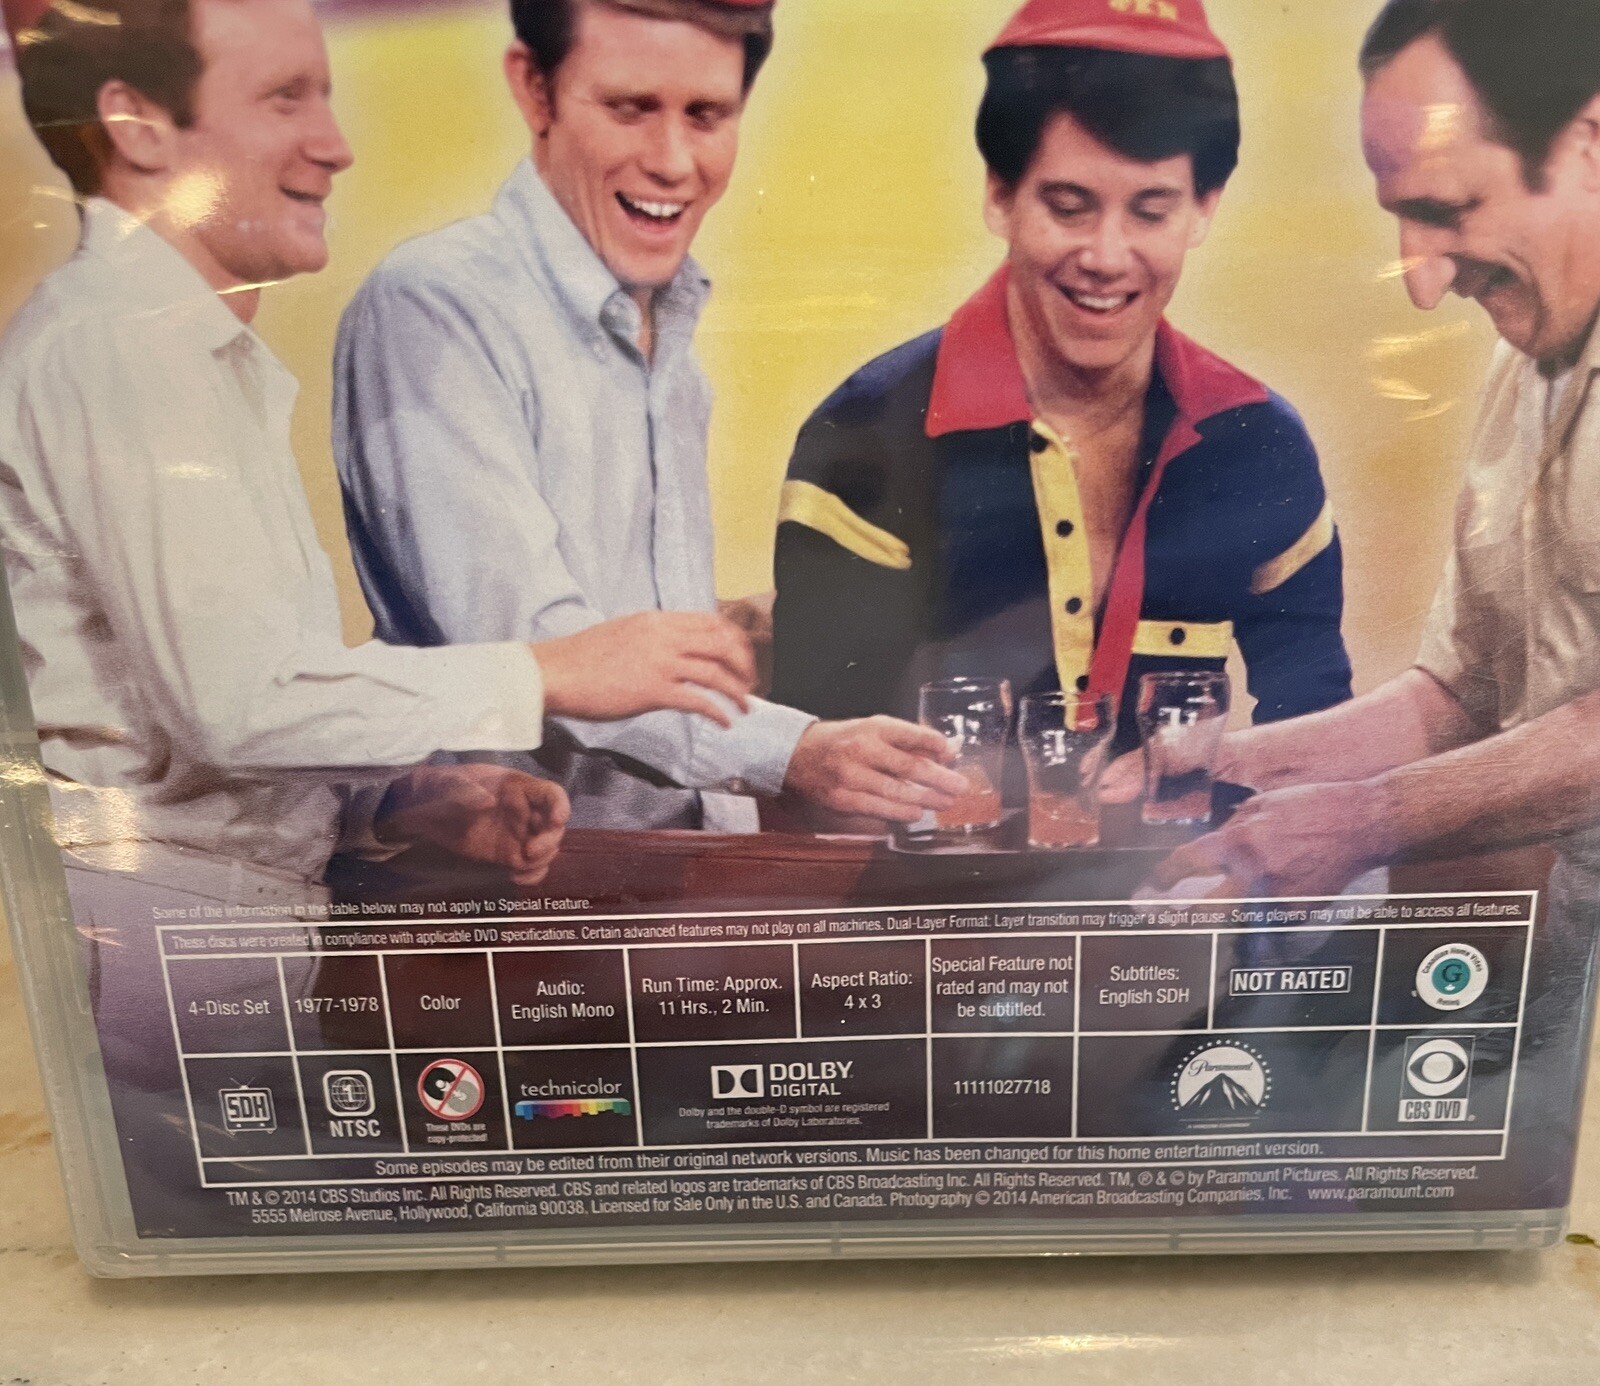 Some of the information in the table below may not apply to Special Feature.
These discs were created in compliance with applicable DVD specifications. Certain advanced features may not play on all machines. Dual-Layer Format: Layer transition may trigger a slight pause. Some players may not be able to access all features.
4-Disc Set
1977-1978
Color
Audio:
English Mono
Run Time: Approx.
11 Hrs., 2 Min.
Aspect Ratio:
4 x 3
Special Feature not
rated and may not
be subtitled.
Subtitles:
English SDH
NOT RATED
Canadian Home Video
G
Rated
SDH
1
NTSC
These DVDs are
copy-protected!
technicolor
DOLBY
DIGITAL
Dolby and the double-D symbol are registered
trademarks of Dolby Laboratories.
11111027718
Paramount
A VIACOM COMPANY
CBS DVD
Some episodes may be edited from their original network versions. Music has been changed for this home entertainment version.
TM & © 2014 CBS Studios Inc. All Rights Reserved. CBS and related logos are trademarks of CBS Broadcasting Inc. All Rights Reserved. TM, ® & © by Paramount Pictures. All Rights Reserved.
5555 Melrose Avenue, Hollywood, California 90038. Licensed for Sale Only in the U.S. and Canada. Photography © 2014 American Broadcasting Companies, Inc. www.paramount.com